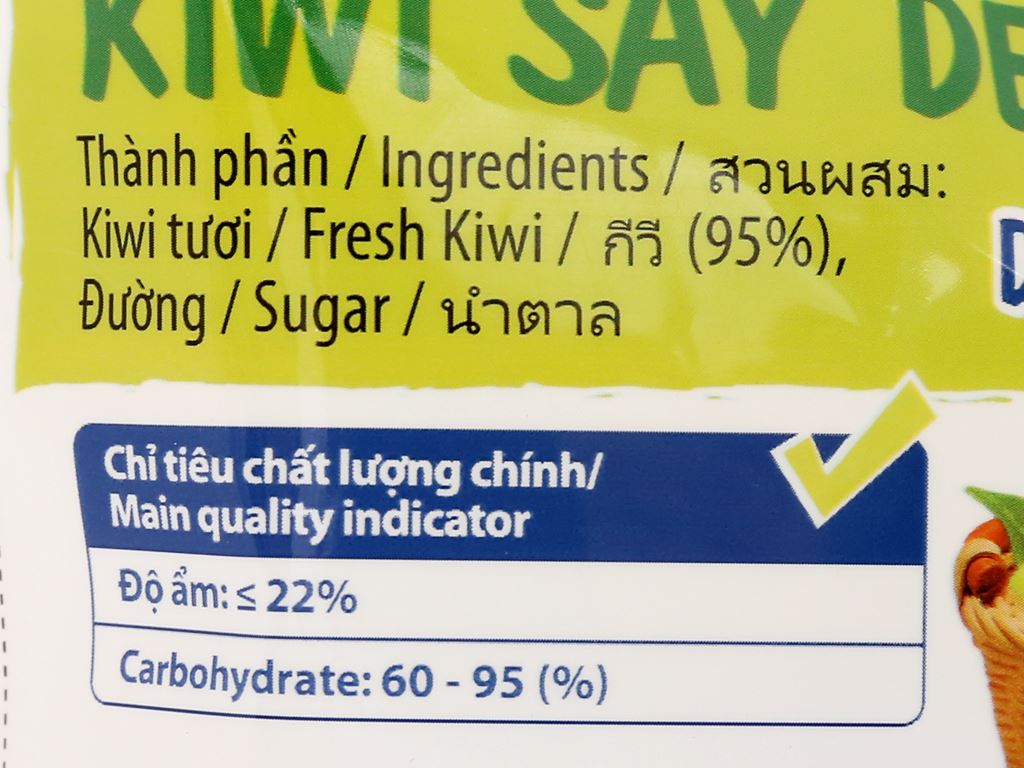 KIWI SẤY DẺ
Thành phần / Ingredients / สวนผสม:
Kiwi tươi / Fresh Kiwi / กีวี (95%),
Đường / Sugar / นำตาล
Chỉ tiêu chất lượng chính/
Main quality indicator
Độ ẩm: ≤ 22%
Carbohydrate: 60 - 95 (%)